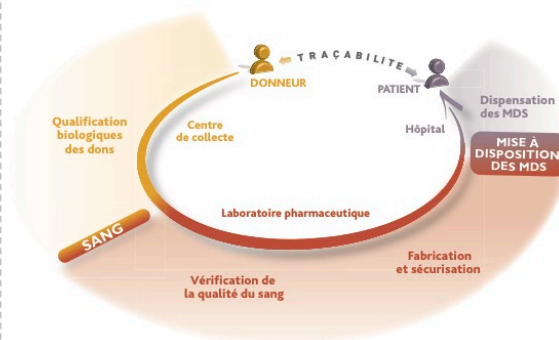 TRAÇABILITE
DONNEUR
PATIENT
Qualification
biologiques
des dons
Centre
de collecte
Hôpital
Dispensation
des MDS
MISE À
DISPOSITION
DES MDS
SANG
Laboratoire pharmaceutique
Vérification de
la qualité du sang
Fabrication
et sécurisation